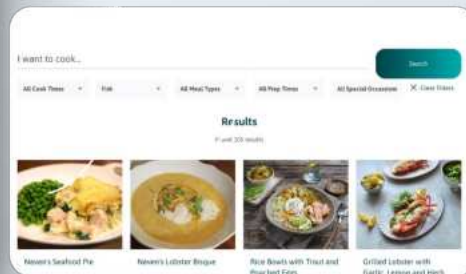 I want to cook...
Search
All Cook Times
Fish
All Meal Types
All Prep Times
All Special Occasions
X Clear Filters
Results
results
Neven's Seafood Pie
Neven's Lobster Bisque
Rice Bowls with Trout and
Poached Eggs
Grilled Lobster with
Garlic, Lemon and Herb